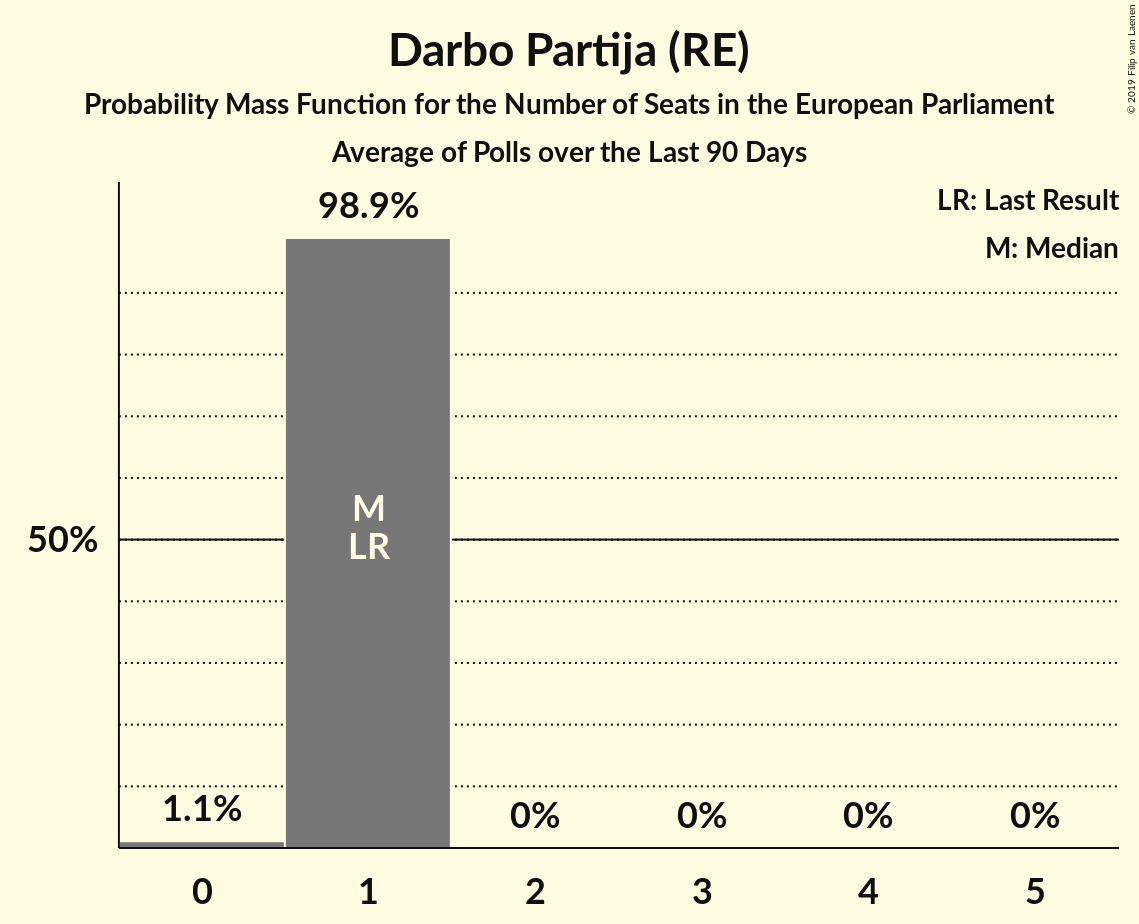 Darbo Partija (RE)
Probability Mass Function for the Number of Seats in the European Parliament
Average of Polls over the Last 90 Days
© 2019 Filip van Laenen
LR: Last Result
M: Median
98.9%
50%
M
LR
1.1%
0%
0%
0%
0%
0
1
2
3
4
5